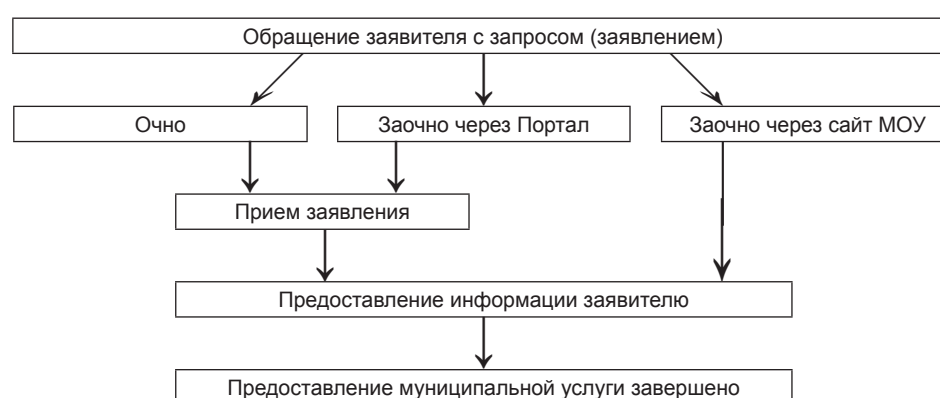 Обращение заявителя с запросом (заявлением)
Очно
Заочно через Портал
Заочно через сайт МОУ
Прием заявления
Предоставление информации заявителю
Предоставление муниципальной услуги завершено